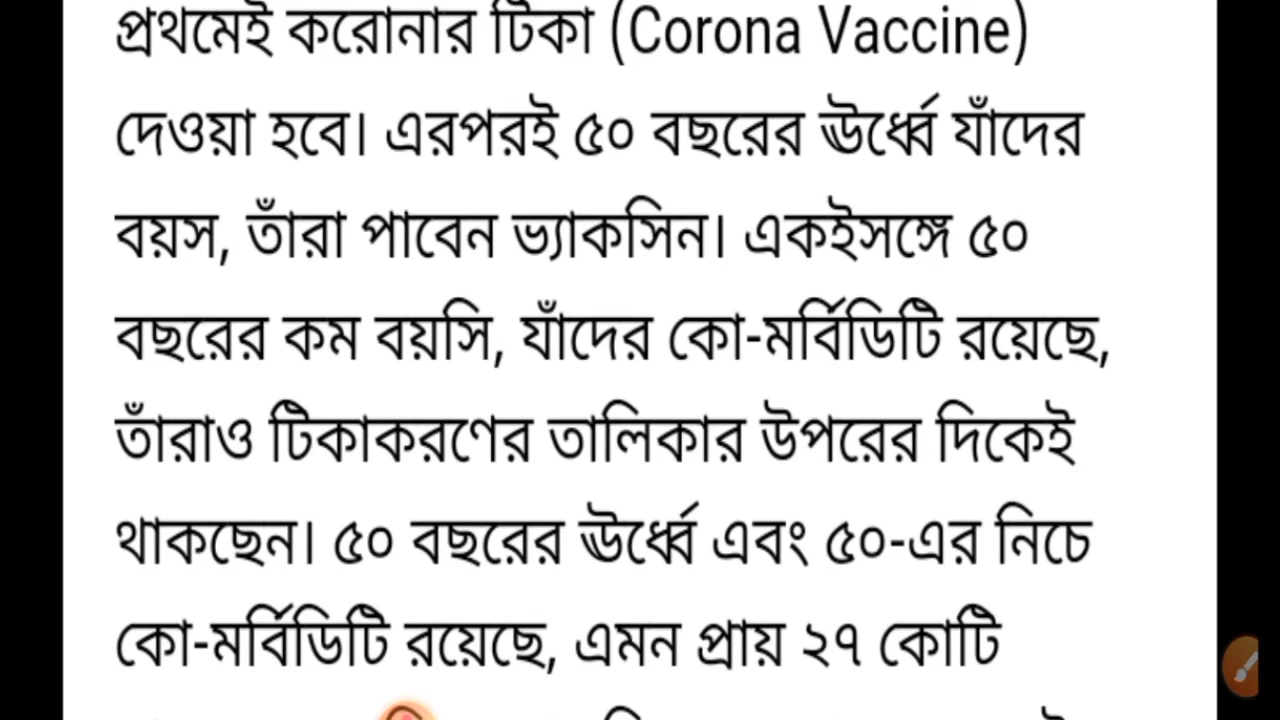 প্রথমেই করোনার টিকা (Corona Vaccine)
দেওয়া হবে। এরপরই ৫০ বছরের ঊর্ধ্বে যাঁদের
বয়স, তাঁরা পাবেন ভ্যাকসিন। একইসঙ্গে ৫০
বছরের কম বয়সি, যাঁদের কো-মর্বিডিটি রয়েছে,
তাঁরাও টিকাকরণের তালিকার উপরের দিকেই
থাকছেন। ৫০ বছরের ঊর্ধ্বে এবং ৫০-এর নিচে
কো-মর্বিডিটি রয়েছে, এমন প্রায় ২৭ কোটি